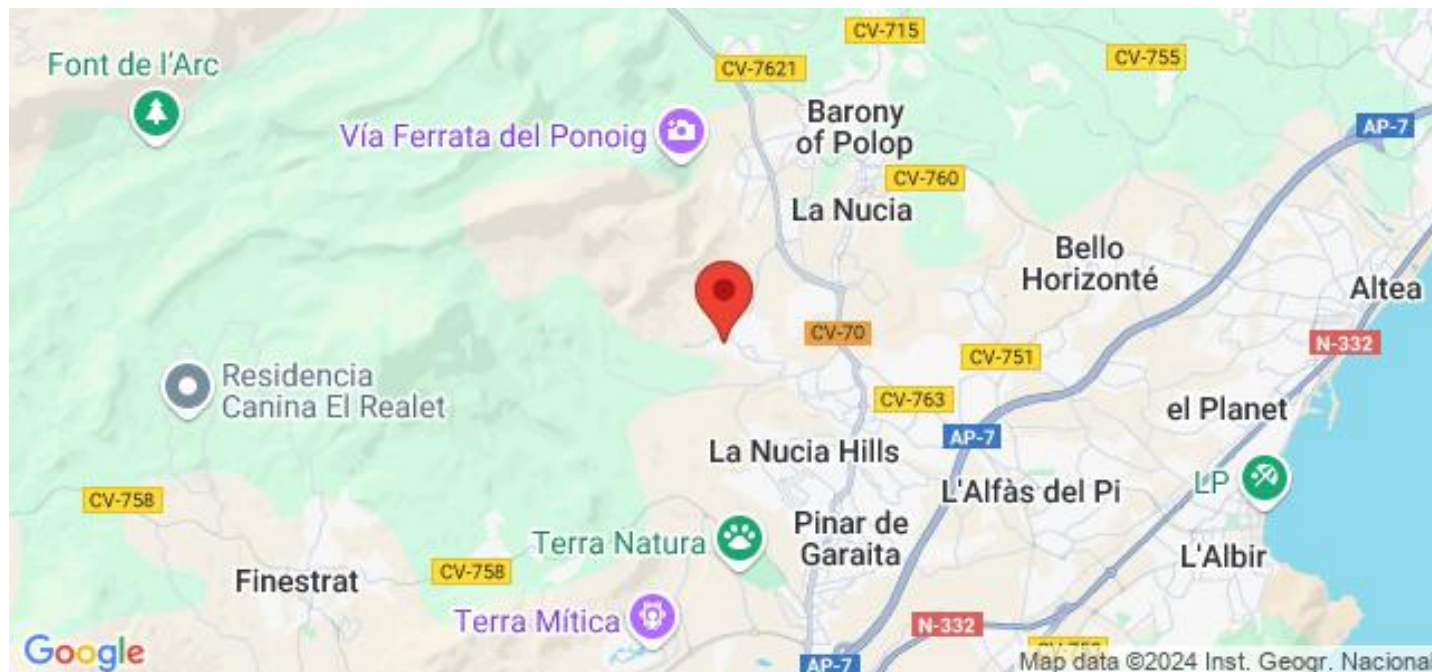 CV-715
CV-755
Font de l'Arc
CV-7621
Barony
of Polop
AP-7
Vía Ferrata del Ponoig
CV-760
La Nucia
Bello
Horizonté
Altea
CV-70
N-332
CV-751
Residencia
Canina El Realet
CV-763
el Planet
AP-7
La Nucia Hills
LP
L'Alfàs del Pi
CV-758
Pinar de
Garaita
Terra Natura
L'Albir
CV-758
Finestrat
Terra Mítica
N-332
Google
AP-7
Map data ©2024 Inst. Geogr. Nacional